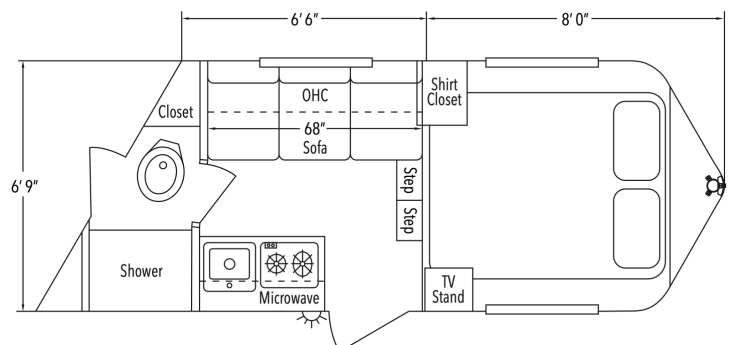 6' 6"
8' 0"
OHC
68"
Sofa
Shirt
Closet
Closet
6' 9"
Step
Step
Shower
Microwave
TV
Stand